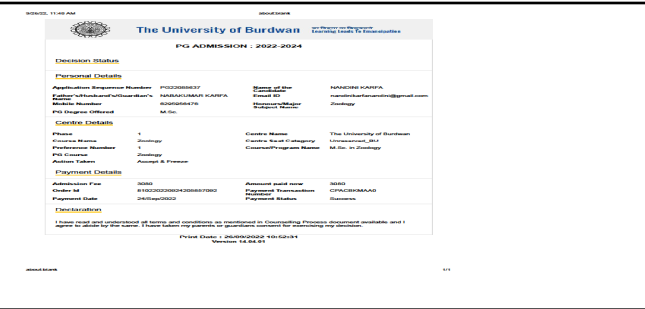 9/26/22, 11:49 AM about:blank
The University of Burdwan
Learning Leads To Emancipation
PG ADMISSION : 2022-2024
Decision Status
Personal Details
Application Sequence Number PG22088637 Name of the Candidate NANDINI KARFA
Father's/Husband's/Guardian's Name NABAKUMAR KARFA Email ID nandinikarfanandini@gmail.com
Mobile Number 6295956476 Honours/Major Subject Name Zoology
PG Degree Offered M.Sc.
Centre Details
Phase 1 Centre Name The University of Burdwan
Course Name Zoology Centre Seat Category Unreserved_BU
Preference Number 1 Course/Program Name M.Sc. in Zoology
PG Course Zoology
Action Taken Accept & Freeze
Payment Details
Admission Fee 3080 Amount paid now 3080
Order Id Payment Transaction Number CPACBKMAA0
Payment Date 24/Sep/2022 Payment Status Success
Declaration
I have read and understood all terms and conditions as mentioned in Counselling Process document available and I
agree to abide by the same. I have taken my parents or guardians consent for exercising my decision.
Print Date : 26/09/2022 10:52:31
Version 14.04.01
about:blank 1/1